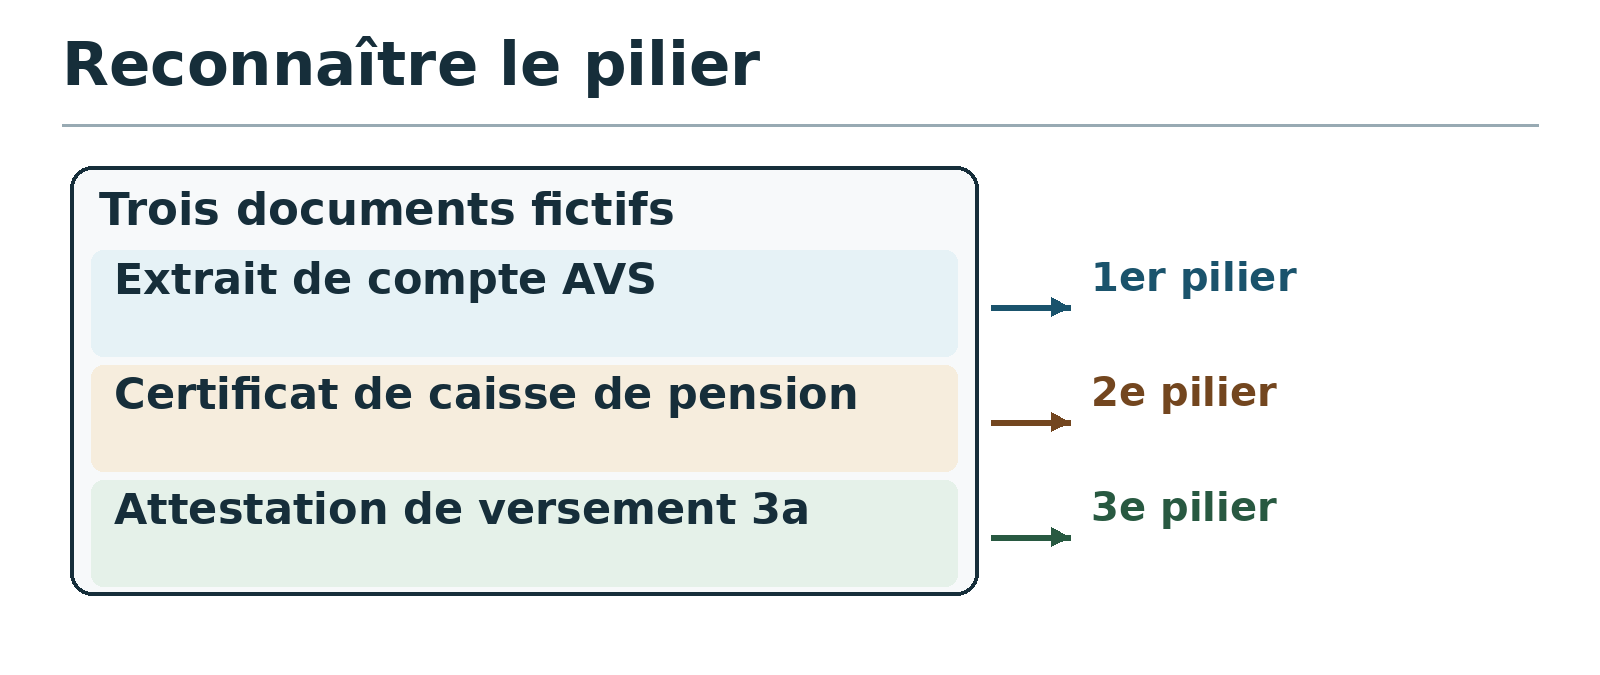 Reconnaître le pilier
Trois documents fictifs
Extrait de compte AVS
1er pilier
Certificat de caisse de pension
2e pilier
Attestation de versement 3a
3e pilier